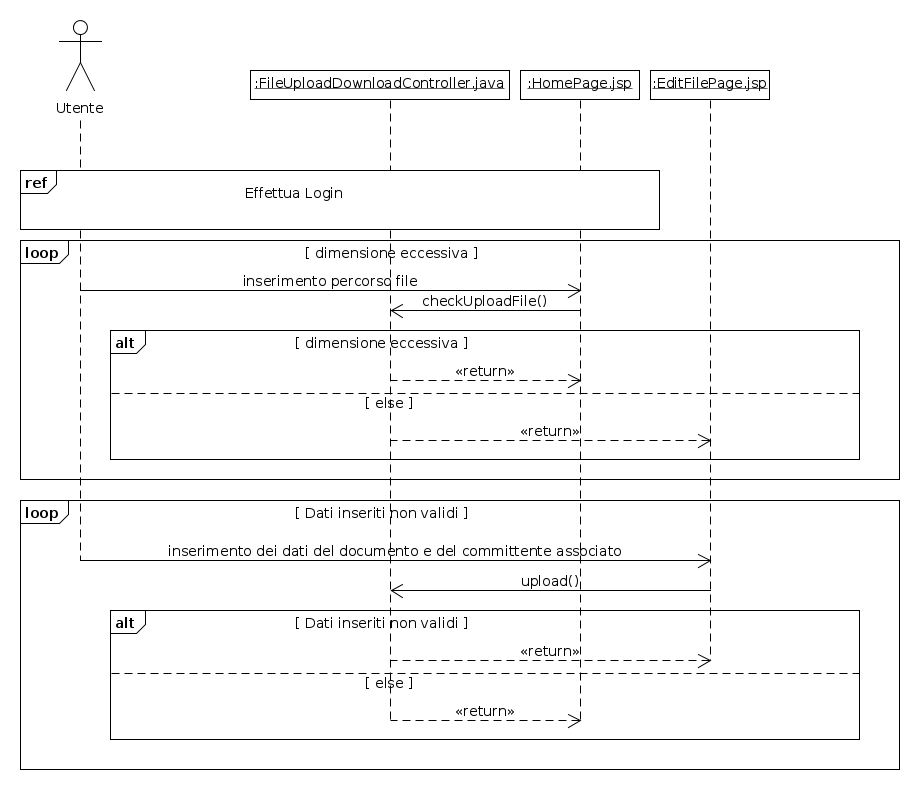 Utente
:FileUploadDownloadController.java
:HomePage.jsp
:EditFilePage.jsp
ref
Effettua Login
loop
[ dimensione eccessiva ]
inserimento percorso file
checkUploadFile()
alt
[ dimensione eccessiva ]
«return»
[ else ]
«return»
loop
[ Dati inseriti non validi ]
inserimento dei dati del documento e del committente associato
upload()
alt
[ Dati inseriti non validi ]
«return»
[ else ]
«return»